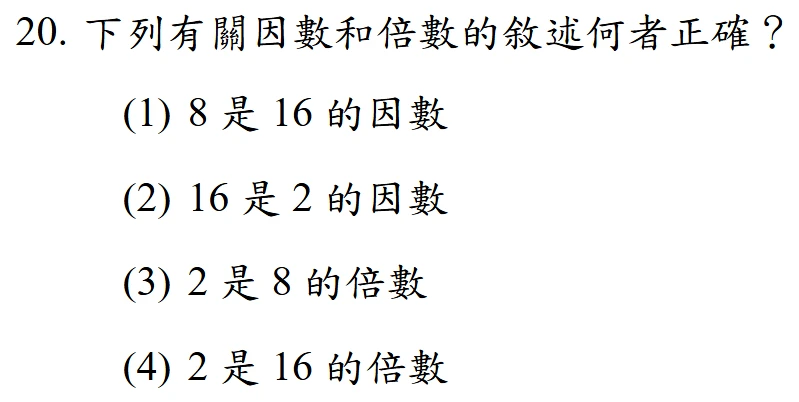 20. 下列有關因數和倍數的敘述何者正確？
(1) 8 是 16 的因數
(2) 16 是 2 的因數
(3) 2 是 8 的倍數
(4) 2 是 16 的倍數